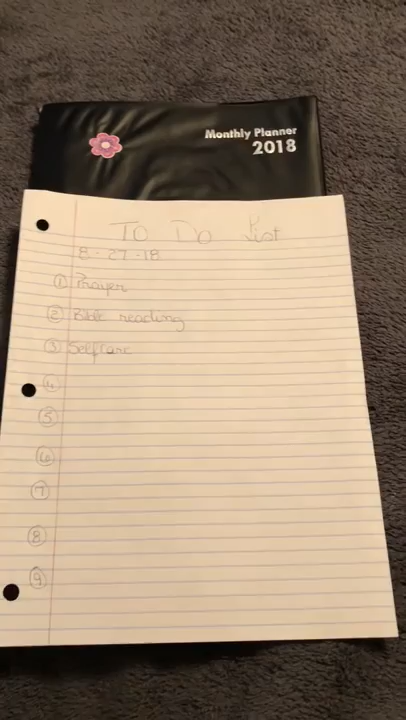 Monthly Planner
2018
To Do List
8-27-18
① Prayer
② Bible reading
③ Selfcare
④
⑤
⑥
⑦
⑧
⑨